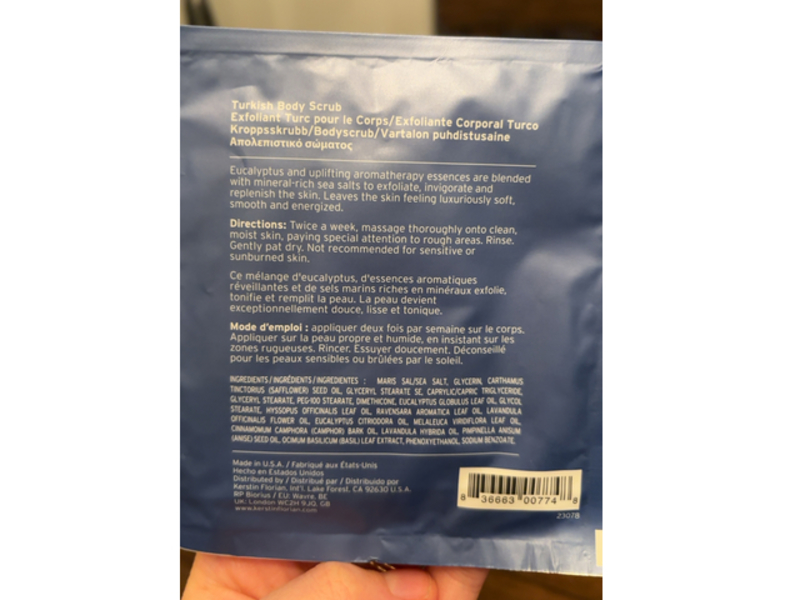 Turkish Body Scrub
Exfoliant Turc pour le Corps/Exfoliante Corporal Turco
Kroppsskrubb/Bodyscrub/Vartalon puhdistusaine
Απολεπιστικό σώματος
Eucalyptus and uplifting aromatherapy essences are blended
with mineral-rich sea salts to exfoliate, invigorate and
replenish the skin. Leaves the skin feeling luxuriously soft,
smooth and energized.
Directions: Twice a week, massage thoroughly onto clean,
moist skin, paying special attention to rough areas. Rinse.
Gently pat dry. Not recommended for sensitive or
sunburned skin.
Ce mélange d'eucalyptus, d'essences aromatiques
réveillantes et de sels marins riches en minéraux exfolie,
tonifie et remplit la peau. La peau devient
exceptionnellement douce, lisse et tonique.
Mode d'emploi : appliquer deux fois par semaine sur le corps.
Appliquer sur la peau propre et humide, en insistant sur les
zones rugueuses. Rincer. Essuyer doucement. Déconseillé
pour les peaux sensibles ou brûlées par le soleil.
INGREDIENTS/INGRÉDIENTS/INGREDIENTES : MARIS SAL/SEA SALT, GLYCERIN, CARTHAMUS
TINCTORIUS (SAFFLOWER) SEED OIL, GLYCERYL STEARATE SE, CAPRYLIC/CAPRIC TRIGLYCERIDE,
GLYCERYL STEARATE, PEG-100 STEARATE, DIMETHICONE, EUCALYPTUS GLOBULUS LEAF OIL, GLYCOL
STEARATE, HYSSOPUS OFFICINALIS LEAF OIL, RAVENSARA AROMATICA LEAF OIL, LAVANDULA
OFFICINALIS FLOWER OIL, EUCALYPTUS CITRIODORA OIL, MELALEUCA VIRIDIFLORA LEAF OIL,
CINNAMOMUM CAMPHORA (CAMPHOR) BARK OIL, LAVANDULA HYBRIDA OIL, PIMPINELLA ANISUM
(ANISE) SEED OIL, OCIMUM BASILICUM (BASIL) LEAF EXTRACT, PHENOXYETHANOL, SODIUM BENZOATE.
Made in U.S.A. / Fabriqué aux États-Unis
Hecho en Estados Unidos
Distributed by / Distribué par / Distribuido por
Kerstin Florian, Int'l. Lake Forest, CA 92630 U.S.A.
RP Biorius / EU: Wavre, BE
UK: London WC2H 9JQ, GB
www.kerstinflorian.com
8 36663 00774 8
2307B